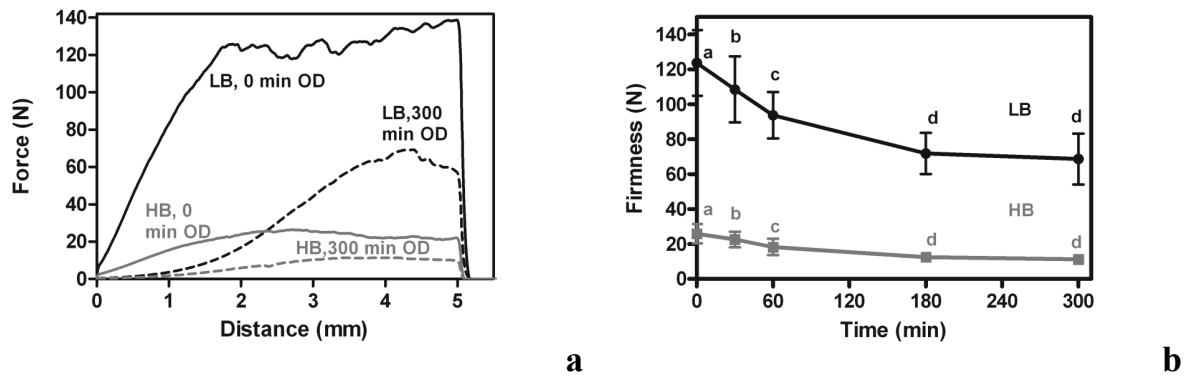 140
120
100
80
60
40
20
0
Force (N)
LB, 0 min OD
LB,300
min OD
HB, 0
min OD
HB,300 min OD
0 1 2 3 4 5
Distance (mm)
a
140
120
100
80
60
40
20
0
Firmness (N)
a
b
c
d
d
LB
a
b
c
d
d
HB
0 60 120 180 240 300
Time (min)
b